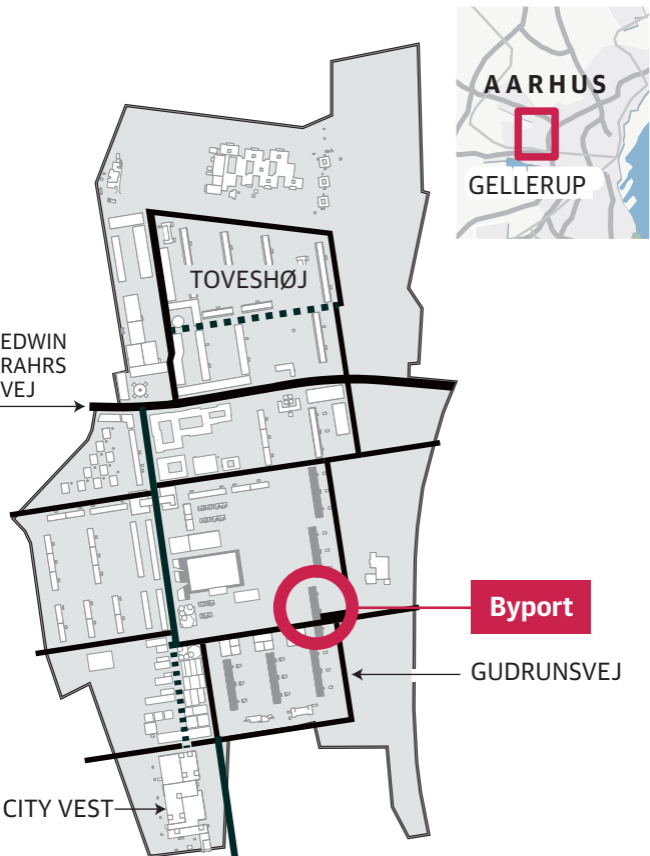 AARHUS
GELLERUP
TOVESHØJ
EDWIN
RAHRS
VEJ
Byport
GUDRUNSVEJ
CITY VEST